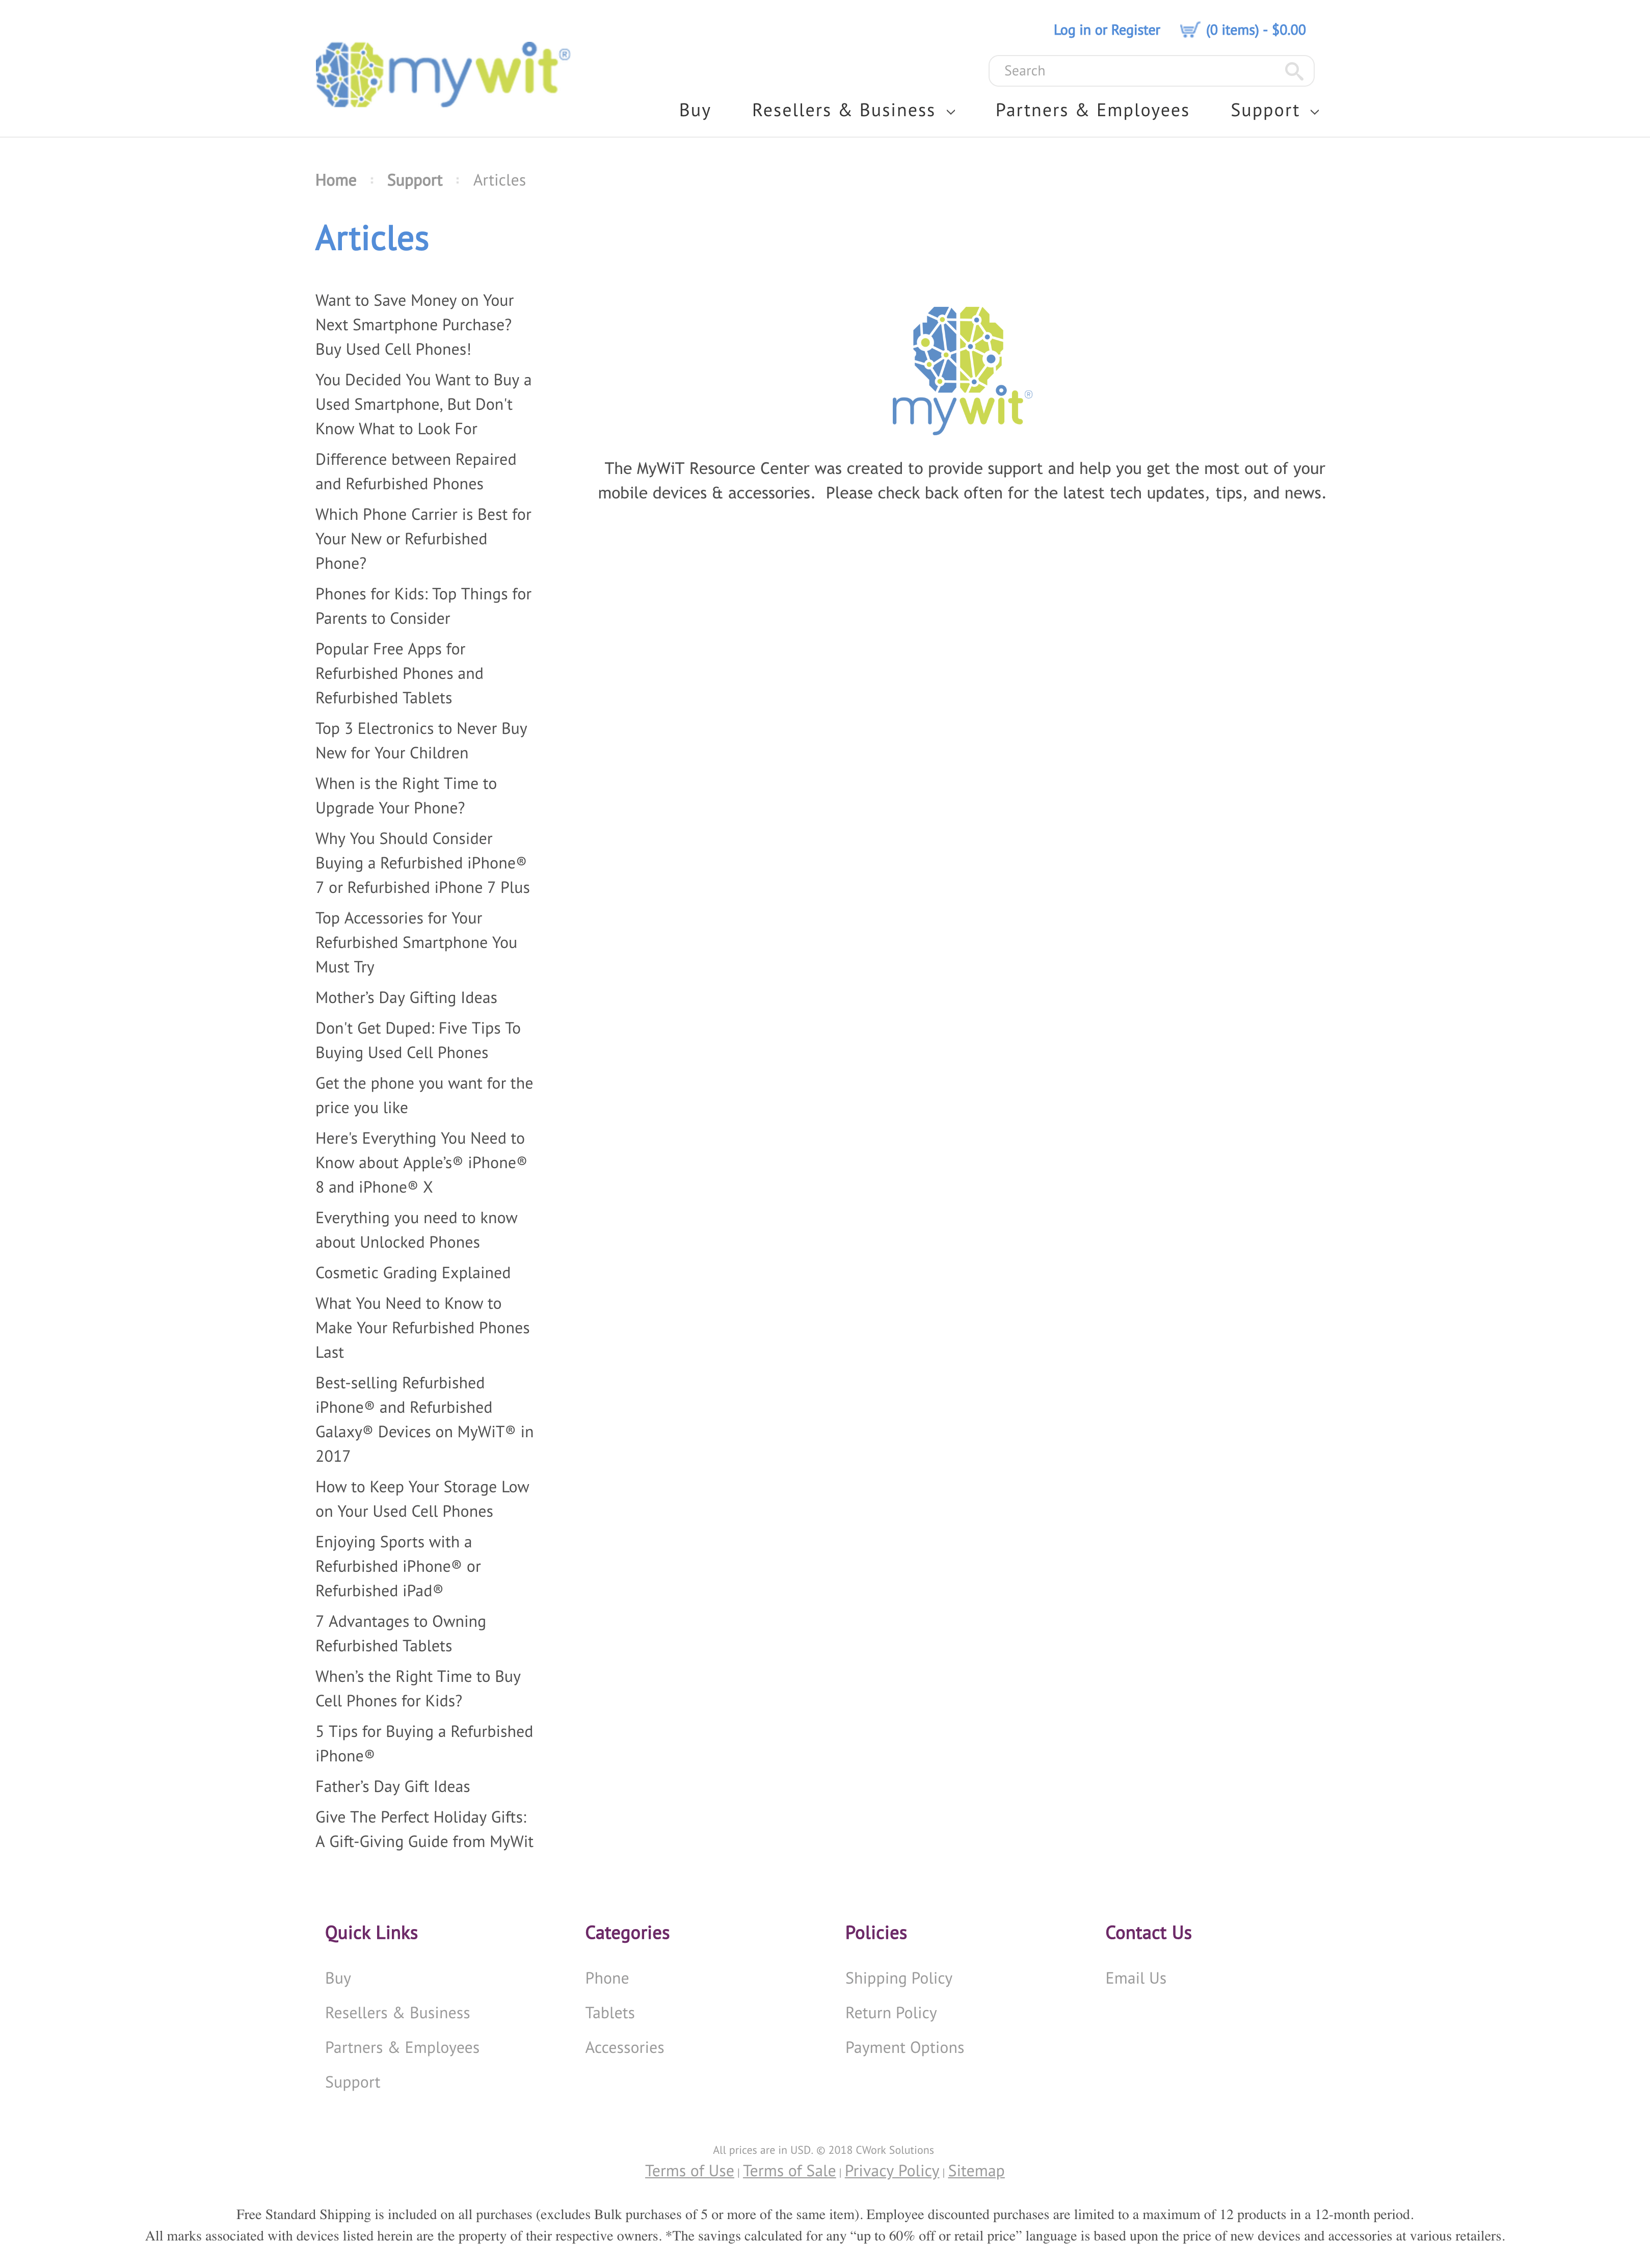 Log in or Register (0 items) - $0.00
mywit®
Search
Buy Resellers & Business Partners & Employees Support
Home Support Articles
Articles
Want to Save Money on Your
Next Smartphone Purchase?
Buy Used Cell Phones!
You Decided You Want to Buy a
Used Smartphone, But Don't
Know What to Look For
Difference between Repaired
and Refurbished Phones
Which Phone Carrier is Best for
Your New or Refurbished
Phone?
Phones for Kids: Top Things for
Parents to Consider
Popular Free Apps for
Refurbished Phones and
Refurbished Tablets
Top 3 Electronics to Never Buy
New for Your Children
When is the Right Time to
Upgrade Your Phone?
Why You Should Consider
Buying a Refurbished iPhone®
7 or Refurbished iPhone 7 Plus
Top Accessories for Your
Refurbished Smartphone You
Must Try
Mother’s Day Gifting Ideas
Don't Get Duped: Five Tips To
Buying Used Cell Phones
Get the phone you want for the
price you like
Here's Everything You Need to
Know about Apple’s® iPhone®
8 and iPhone® X
Everything you need to know
about Unlocked Phones
Cosmetic Grading Explained
What You Need to Know to
Make Your Refurbished Phones
Last
Best-selling Refurbished
iPhone® and Refurbished
Galaxy® Devices on MyWiT® in
2017
How to Keep Your Storage Low
on Your Used Cell Phones
Enjoying Sports with a
Refurbished iPhone® or
Refurbished iPad®
7 Advantages to Owning
Refurbished Tablets
When’s the Right Time to Buy
Cell Phones for Kids?
5 Tips for Buying a Refurbished
iPhone®
Father’s Day Gift Ideas
Give The Perfect Holiday Gifts:
A Gift-Giving Guide from MyWit
mywit®
The MyWiT Resource Center was created to provide support and help you get the most out of your
mobile devices & accessories. Please check back often for the latest tech updates, tips, and news.
Quick Links
Buy
Resellers & Business
Partners & Employees
Support
Categories
Phone
Tablets
Accessories
Policies
Shipping Policy
Return Policy
Payment Options
Contact Us
Email Us
All prices are in USD. © 2018 CWork Solutions
Terms of Use | Terms of Sale | Privacy Policy | Sitemap
Free Standard Shipping is included on all purchases (excludes Bulk purchases of 5 or more of the same item). Employee discounted purchases are limited to a maximum of 12 products in a 12-month period.
All marks associated with devices listed herein are the property of their respective owners. *The savings calculated for any “up to 60% off or retail price” language is based upon the price of new devices and accessories at various retailers.